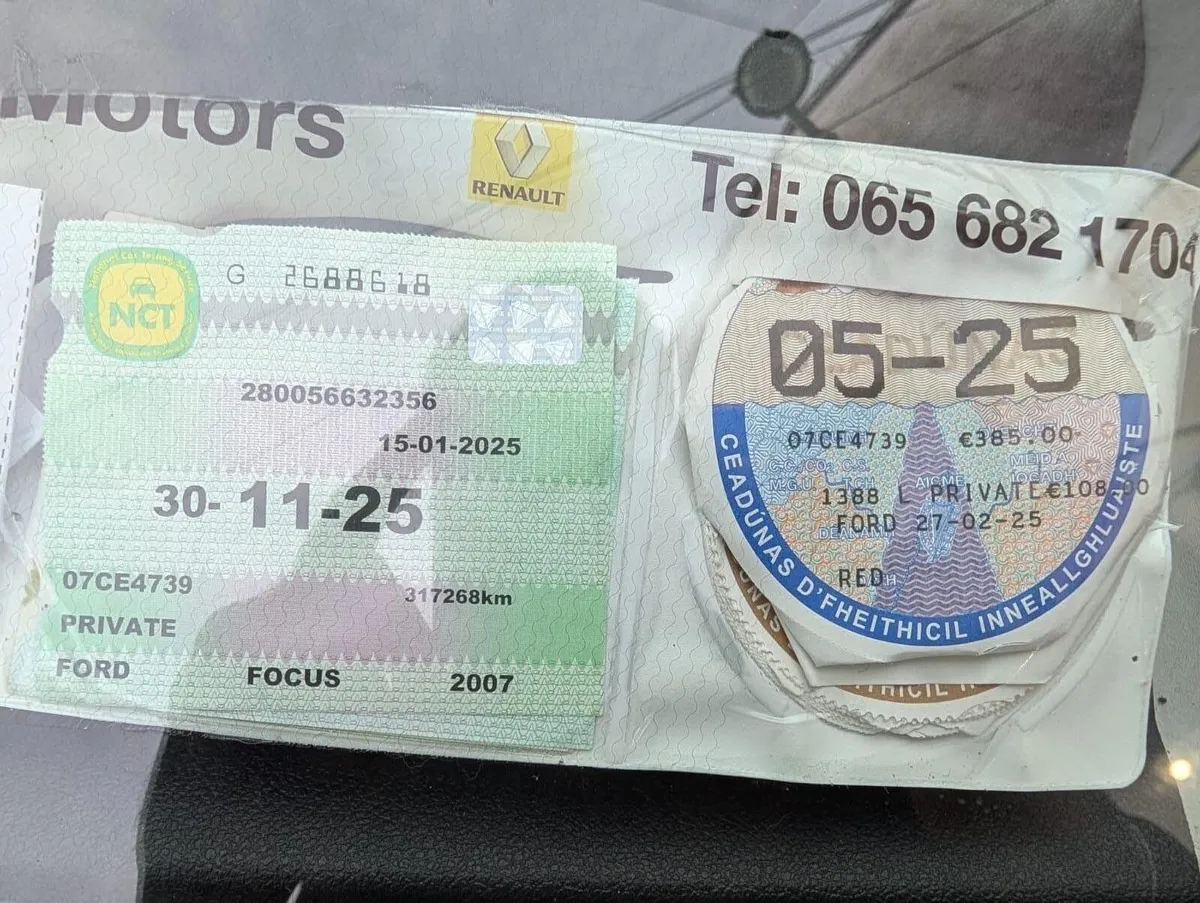 Motors
RENAULT
Tel: 065 682 1704
NCT
G 2688618
280056632356
15-01-2025
30-11-25
07CE4739
317268km
PRIVATE
FORD FOCUS 2007
05-25
07CE4739 €385.00
1388 L PRIVATE €108.00
FORD 27-02-25
RED
CEADÚNAS D'FHEITHICIL INNEALLGHLUAISTE